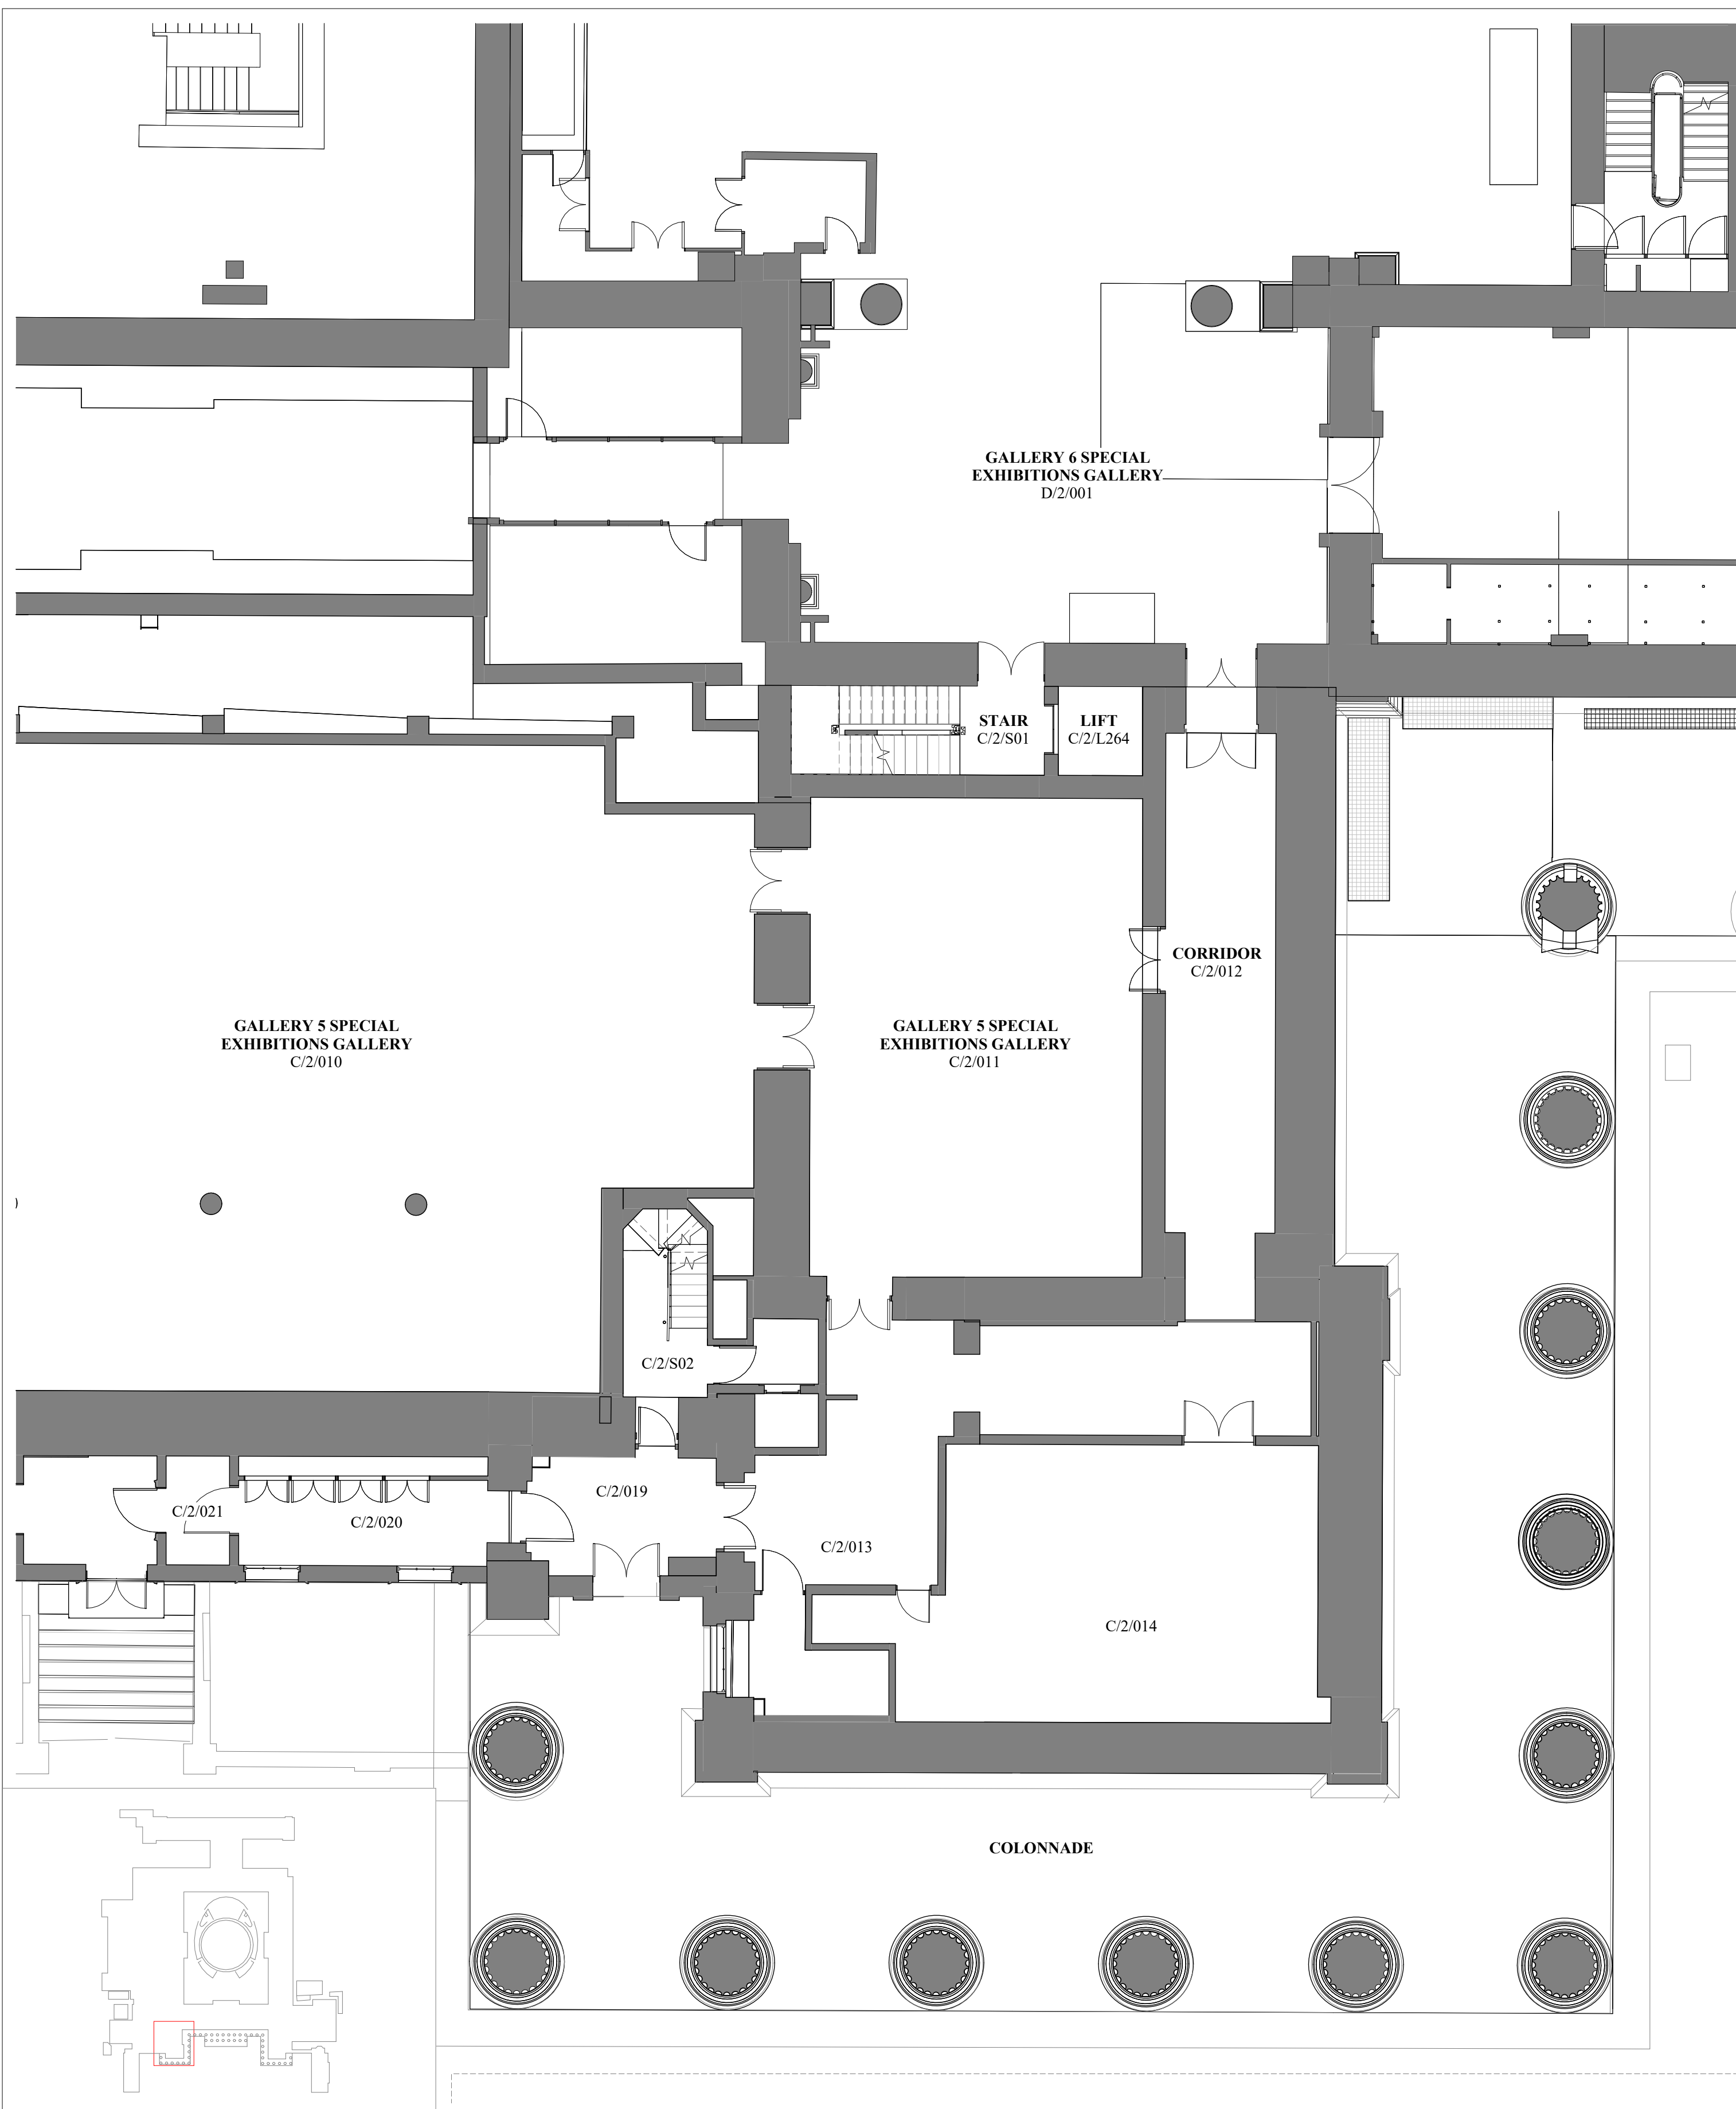 GALLERY 6 SPECIAL
EXHIBITIONS GALLERY
D/2/001
STAIR
C/2/S01
LIFT
C/2/L264
CORRIDOR
C/2/012
GALLERY 5 SPECIAL
EXHIBITIONS GALLERY
C/2/010
GALLERY 5 SPECIAL
EXHIBITIONS GALLERY
C/2/011
C/2/S02
C/2/019
C/2/021
C/2/020
C/2/013
C/2/014
COLONNADE